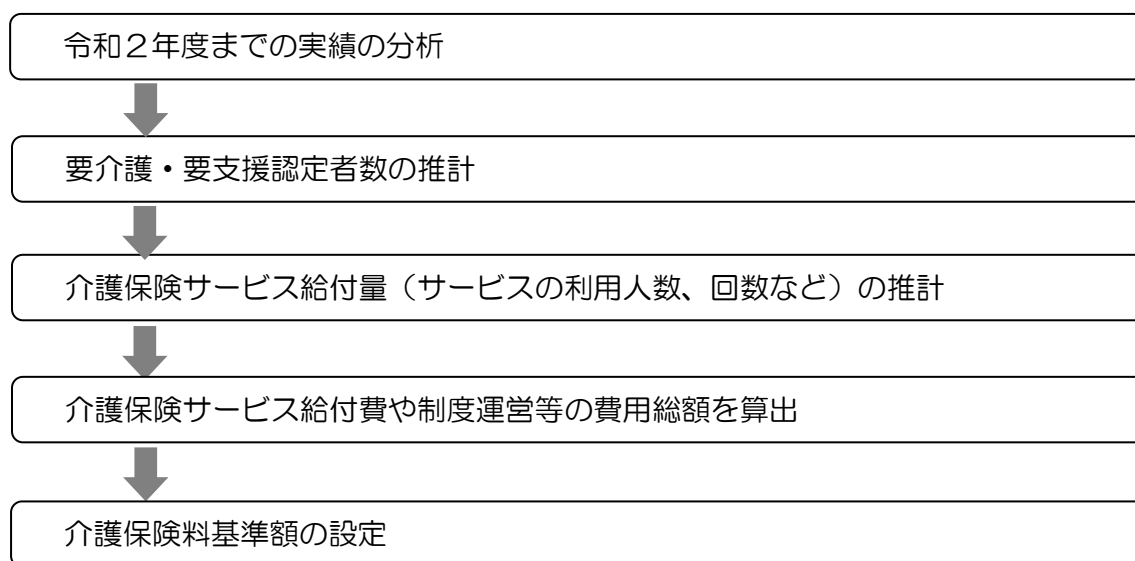 令和２年度までの実績の分析
要介護・要支援認定者数の推計
介護保険サービス給付量（サービスの利用人数、回数など）の推計
介護保険サービス給付費や制度運営等の費用総額を算出
介護保険料基準額の設定